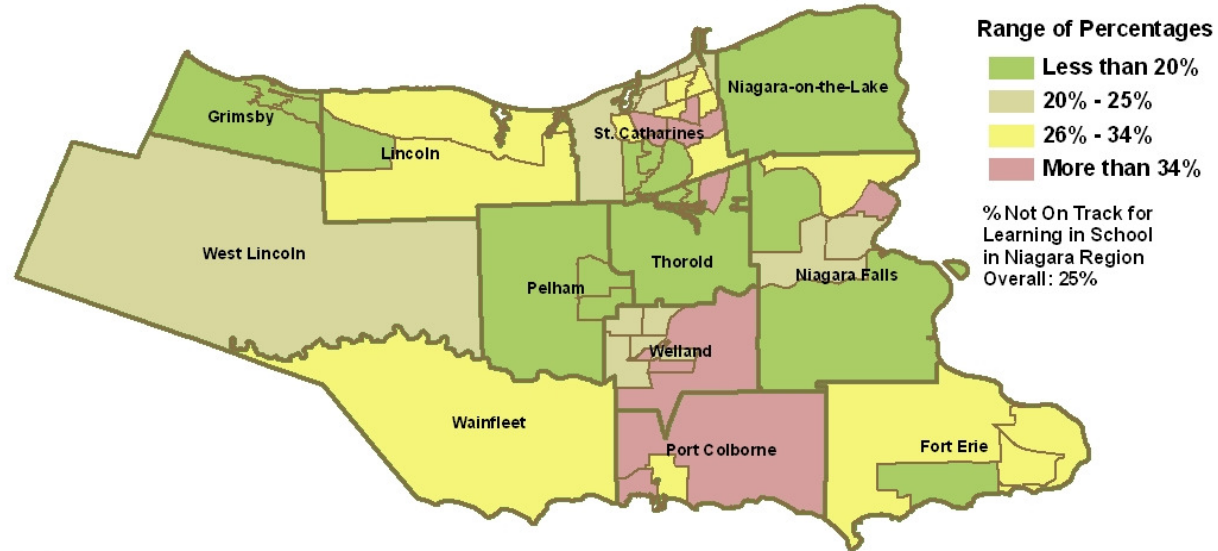 Range of Percentages
Less than 20%
20% - 25%
26% - 34%
More than 34%
% Not On Track for
Learning in School
in Niagara Region
Overall: 25%
Niagara-on-the-Lake
Grimsby
St. Catharines
Lincoln
West Lincoln
Thorold
Niagara Falls
Pelham
Welland
Wainfleet
Port Colborne
Fort Erie